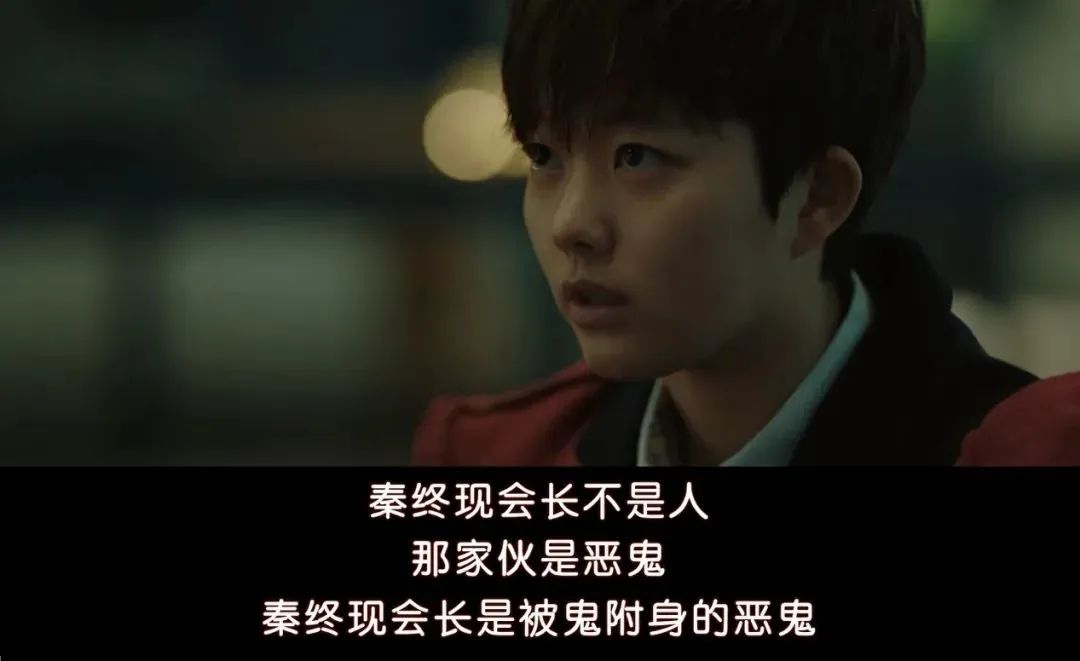 秦终现会长不是人
那家伙是恶鬼
秦终现会长是被鬼附身的恶鬼